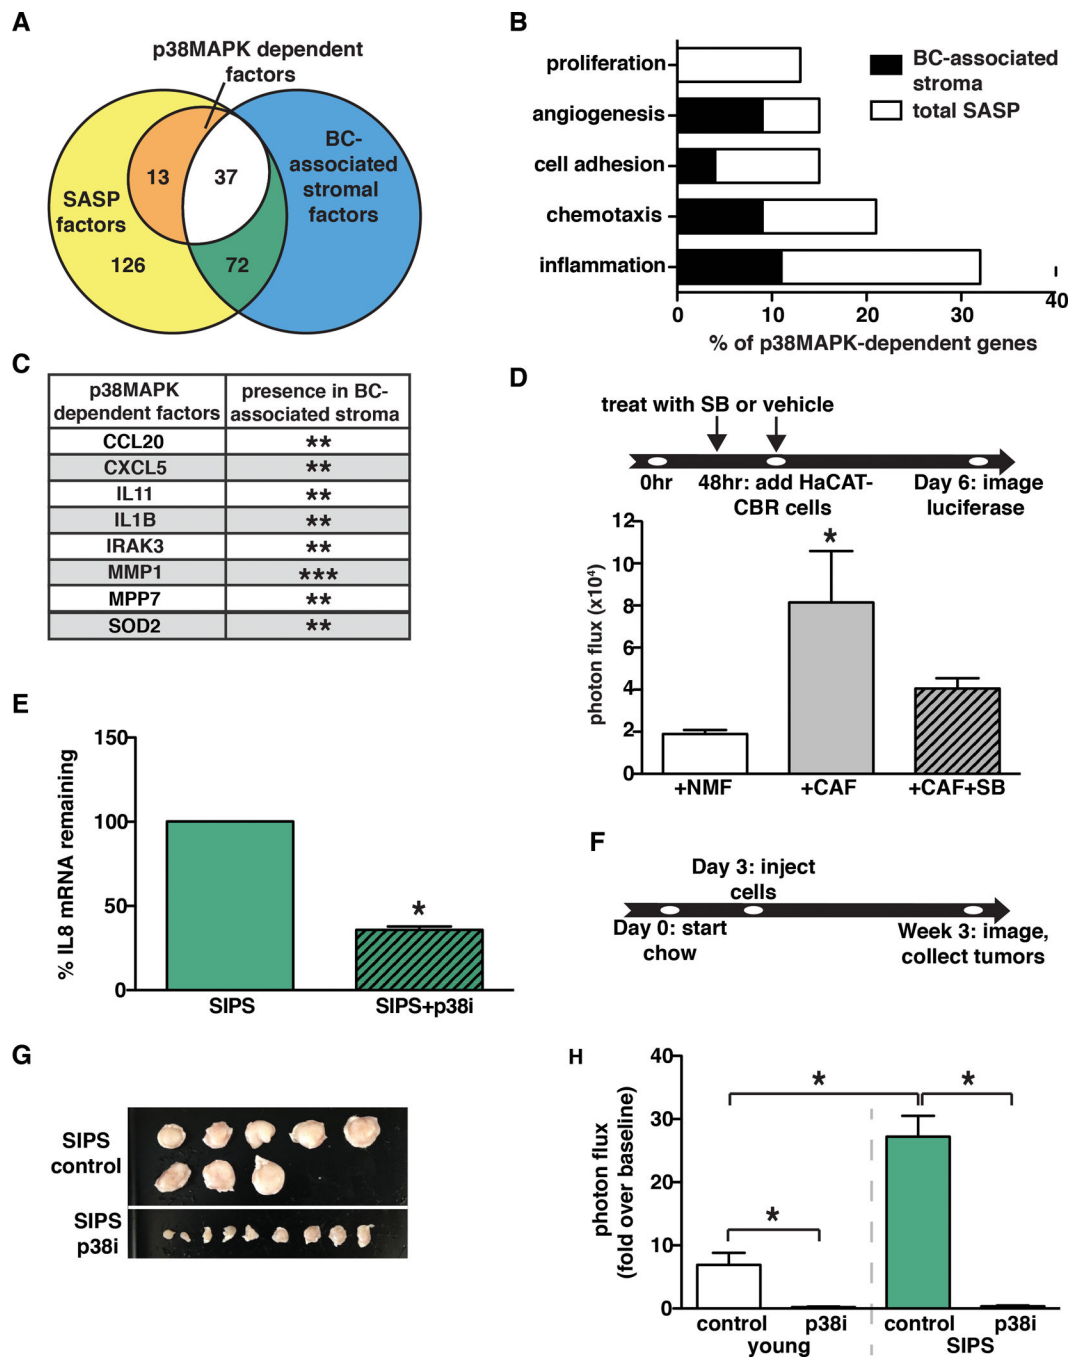 A
p38MAPK dependent
factors
SASP
factors
13
37
BC-
associated
stromal
factors
126
72
B
proliferation
angiogenesis
cell adhesion
chemotaxis
inflammation
BC-associated
stroma
total SASP
0
10
20
30
40
% of p38MAPK-dependent genes
C
p38MAPK
dependent factors
presence in BC-
associated stroma
CCL20 **
CXCL5 **
IL11 **
IL1B **
IRAK3 **
MMP1 ***
MPP7 **
SOD2 **
D
treat with SB or vehicle
0hr
48hr: add HaCAT-
CBR cells
Day 6: image
luciferase
photon flux (x10⁴)
12
10
8
6
4
2
0
*
+NMF
+CAF
+CAF+SB
E
% IL8 mRNA remaining
150
100
50
0
*
SIPS
SIPS+p38i
F
Day 3: inject
cells
Day 0: start
chow
Week 3: image,
collect tumors
G
SIPS
control
SIPS
p38i
H
photon flux
(fold over baseline)
40
30
20
10
0
*
*
*
control
p38i
control
p38i
young
SIPS